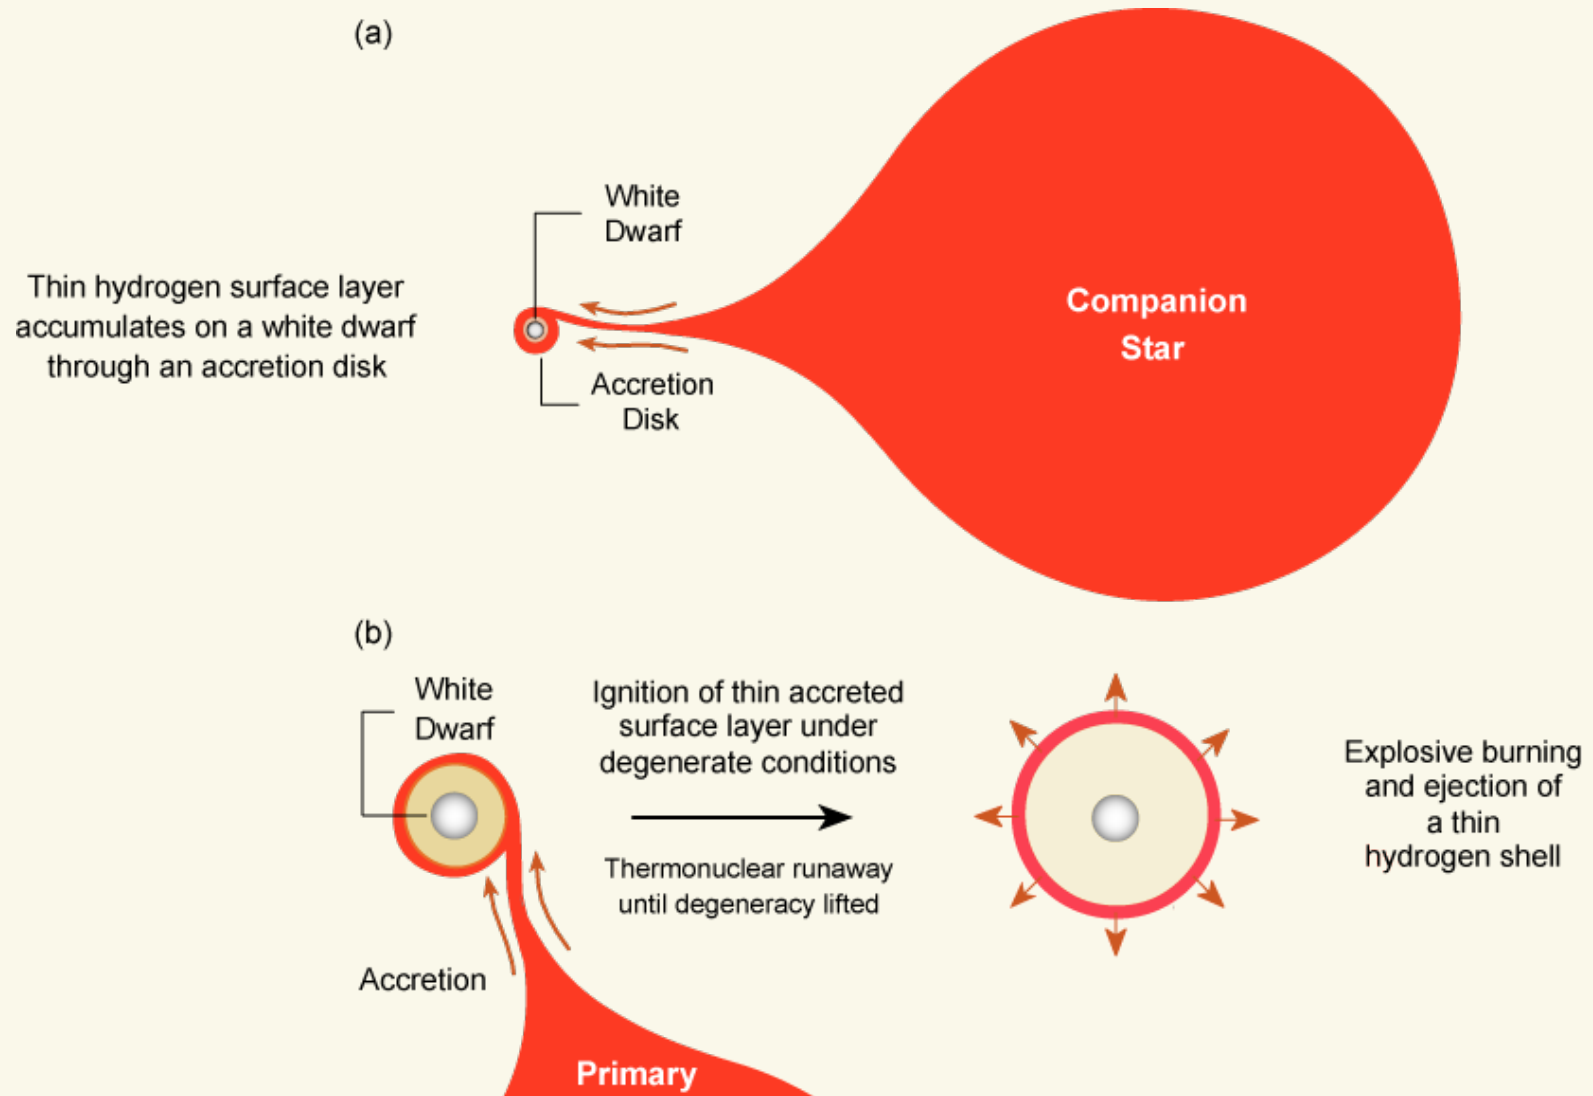 (a)
White
Dwarf
Thin hydrogen surface layer
accumulates on a white dwarf
through an accretion disk
Companion
Star
Accretion
Disk
(b)
White
Dwarf
Ignition of thin accreted
surface layer under
degenerate conditions
Thermonuclear runaway
until degeneracy lifted
Explosive burning
and ejection of
a thin
hydrogen shell
Accretion
Primary